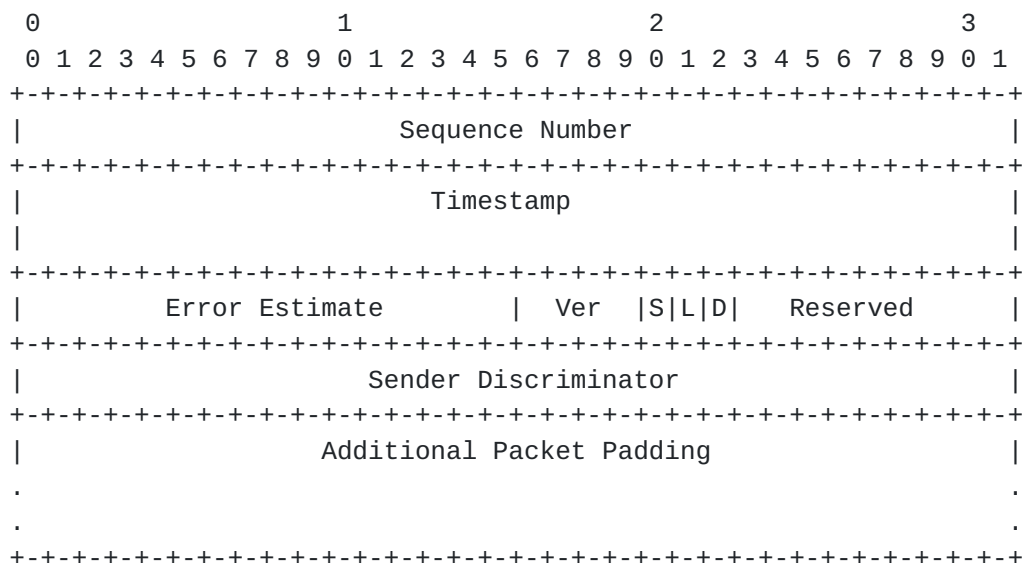 0                   1                   2                   3
 0 1 2 3 4 5 6 7 8 9 0 1 2 3 4 5 6 7 8 9 0 1 2 3 4 5 6 7 8 9 0 1
+-+-+-+-+-+-+-+-+-+-+-+-+-+-+-+-+-+-+-+-+-+-+-+-+-+-+-+-+-+-+-+-+
|                        Sequence Number                        |
+-+-+-+-+-+-+-+-+-+-+-+-+-+-+-+-+-+-+-+-+-+-+-+-+-+-+-+-+-+-+-+-+
|                          Timestamp                            |
|                                                               |
+-+-+-+-+-+-+-+-+-+-+-+-+-+-+-+-+-+-+-+-+-+-+-+-+-+-+-+-+-+-+-+-+
|         Error Estimate        |  Ver  |S|L|D|   Reserved      |
+-+-+-+-+-+-+-+-+-+-+-+-+-+-+-+-+-+-+-+-+-+-+-+-+-+-+-+-+-+-+-+-+
|                      Sender Discriminator                     |
+-+-+-+-+-+-+-+-+-+-+-+-+-+-+-+-+-+-+-+-+-+-+-+-+-+-+-+-+-+-+-+-+
|                   Additional Packet Padding                   |
.                                                               .
.                                                               .
+-+-+-+-+-+-+-+-+-+-+-+-+-+-+-+-+-+-+-+-+-+-+-+-+-+-+-+-+-+-+-+-+